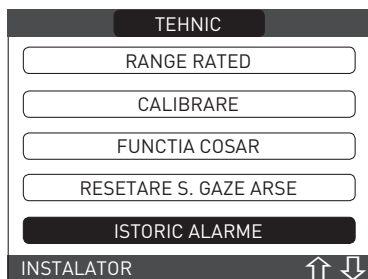 TEHNIC
RANGE RATED
CALIBRARE
FUNCTIA COSAR
RESETARE S. GAZE ARSE
ISTORIC ALARME
INSTALATOR